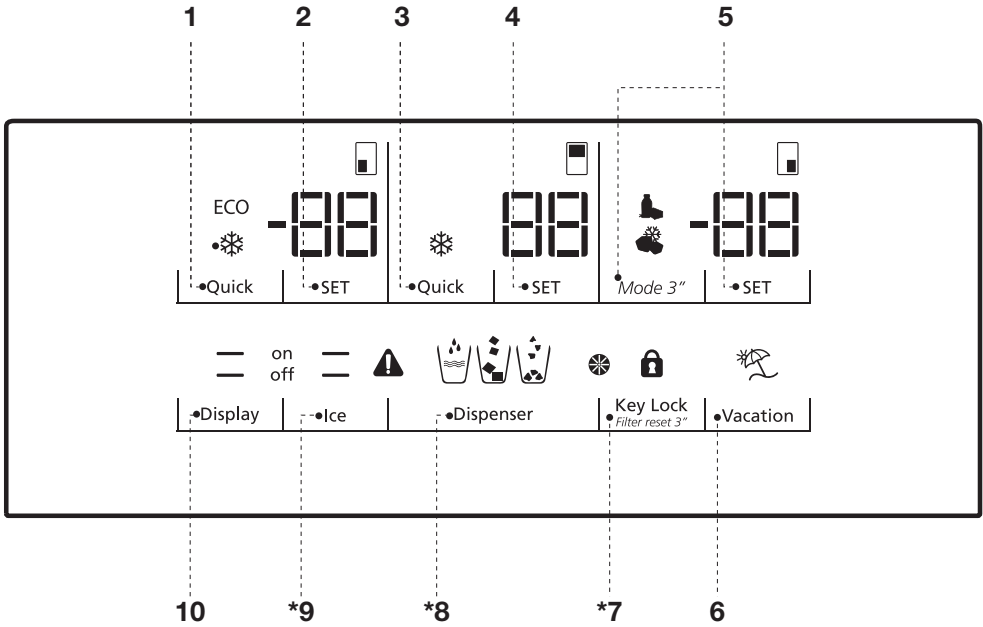 1 2 3 4 5
ECO -88 88 -88
Quick SET Quick SET Mode 3" SET
on
off
Display Ice Dispenser Key Lock Vacation
Filter reset 3"
10 *9 *8 *7 6